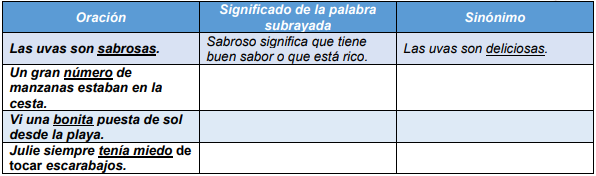 Oración
Significado de la palabra
subrayada
Sinónimo
Las uvas son sabrosas.
Sabroso significa que tiene
buen sabor o que está rico.
Las uvas son deliciosas.
Un gran número de
manzanas estaban en la
cesta.
Vi una bonita puesta de sol
desde la playa.
Julie siempre tenía miedo de
tocar escarabajos.